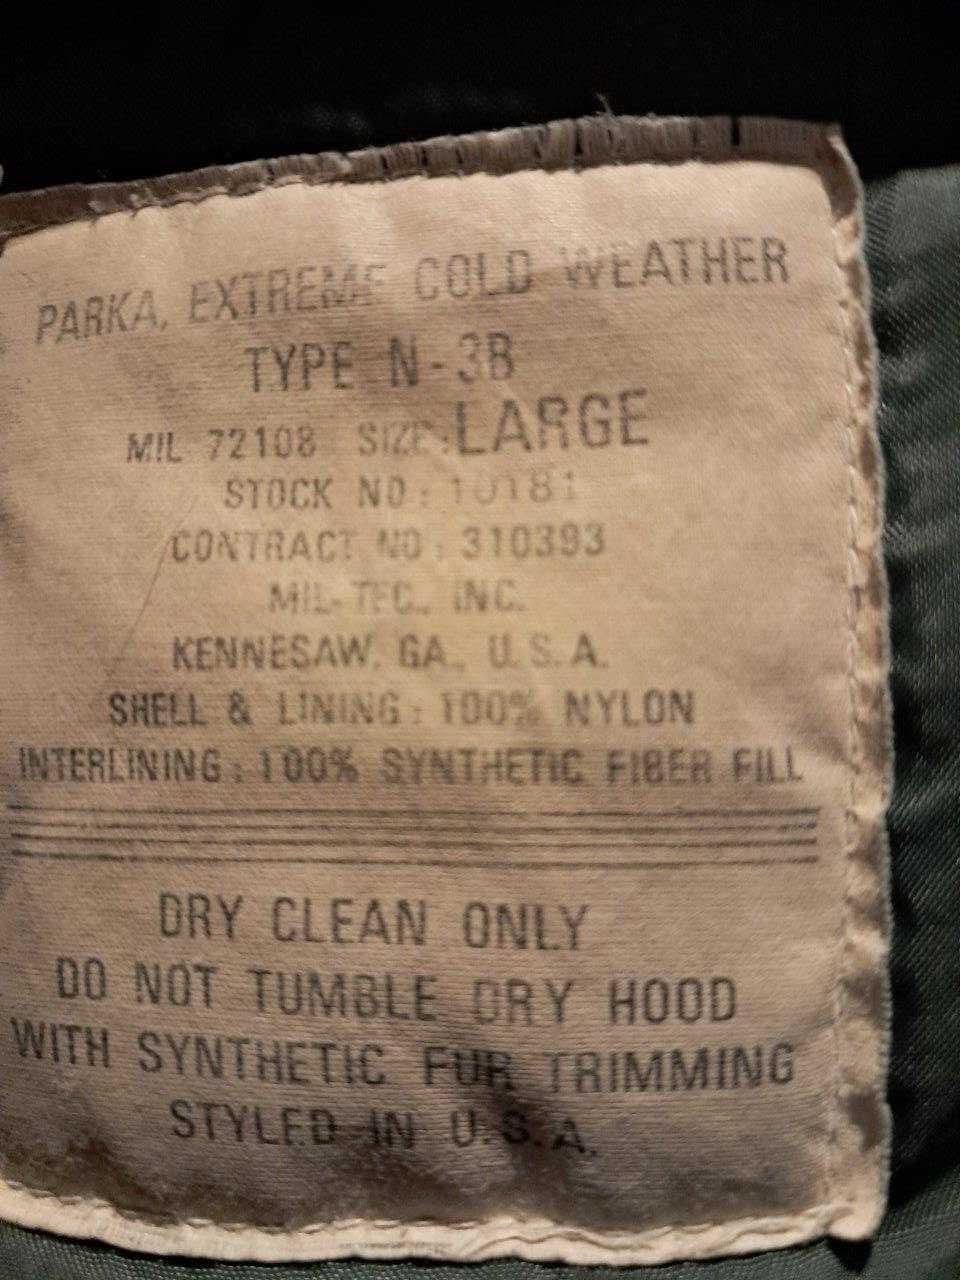 PARKA, EXTREME COLD WEATHER
TYPE N-3B
MIL 72108 SIZE: LARGE
STOCK NO: 10181
CONTRACT NO: 310393
MIL-TEC., INC.
KENNESAW, GA., U.S.A.
SHELL & LINING: 100% NYLON
INTERLINING: 100% SYNTHETIC FIBER FILL
DRY CLEAN ONLY
DO NOT TUMBLE DRY HOOD
WITH SYNTHETIC FUR TRIMMING
STYLED IN U.S.A.